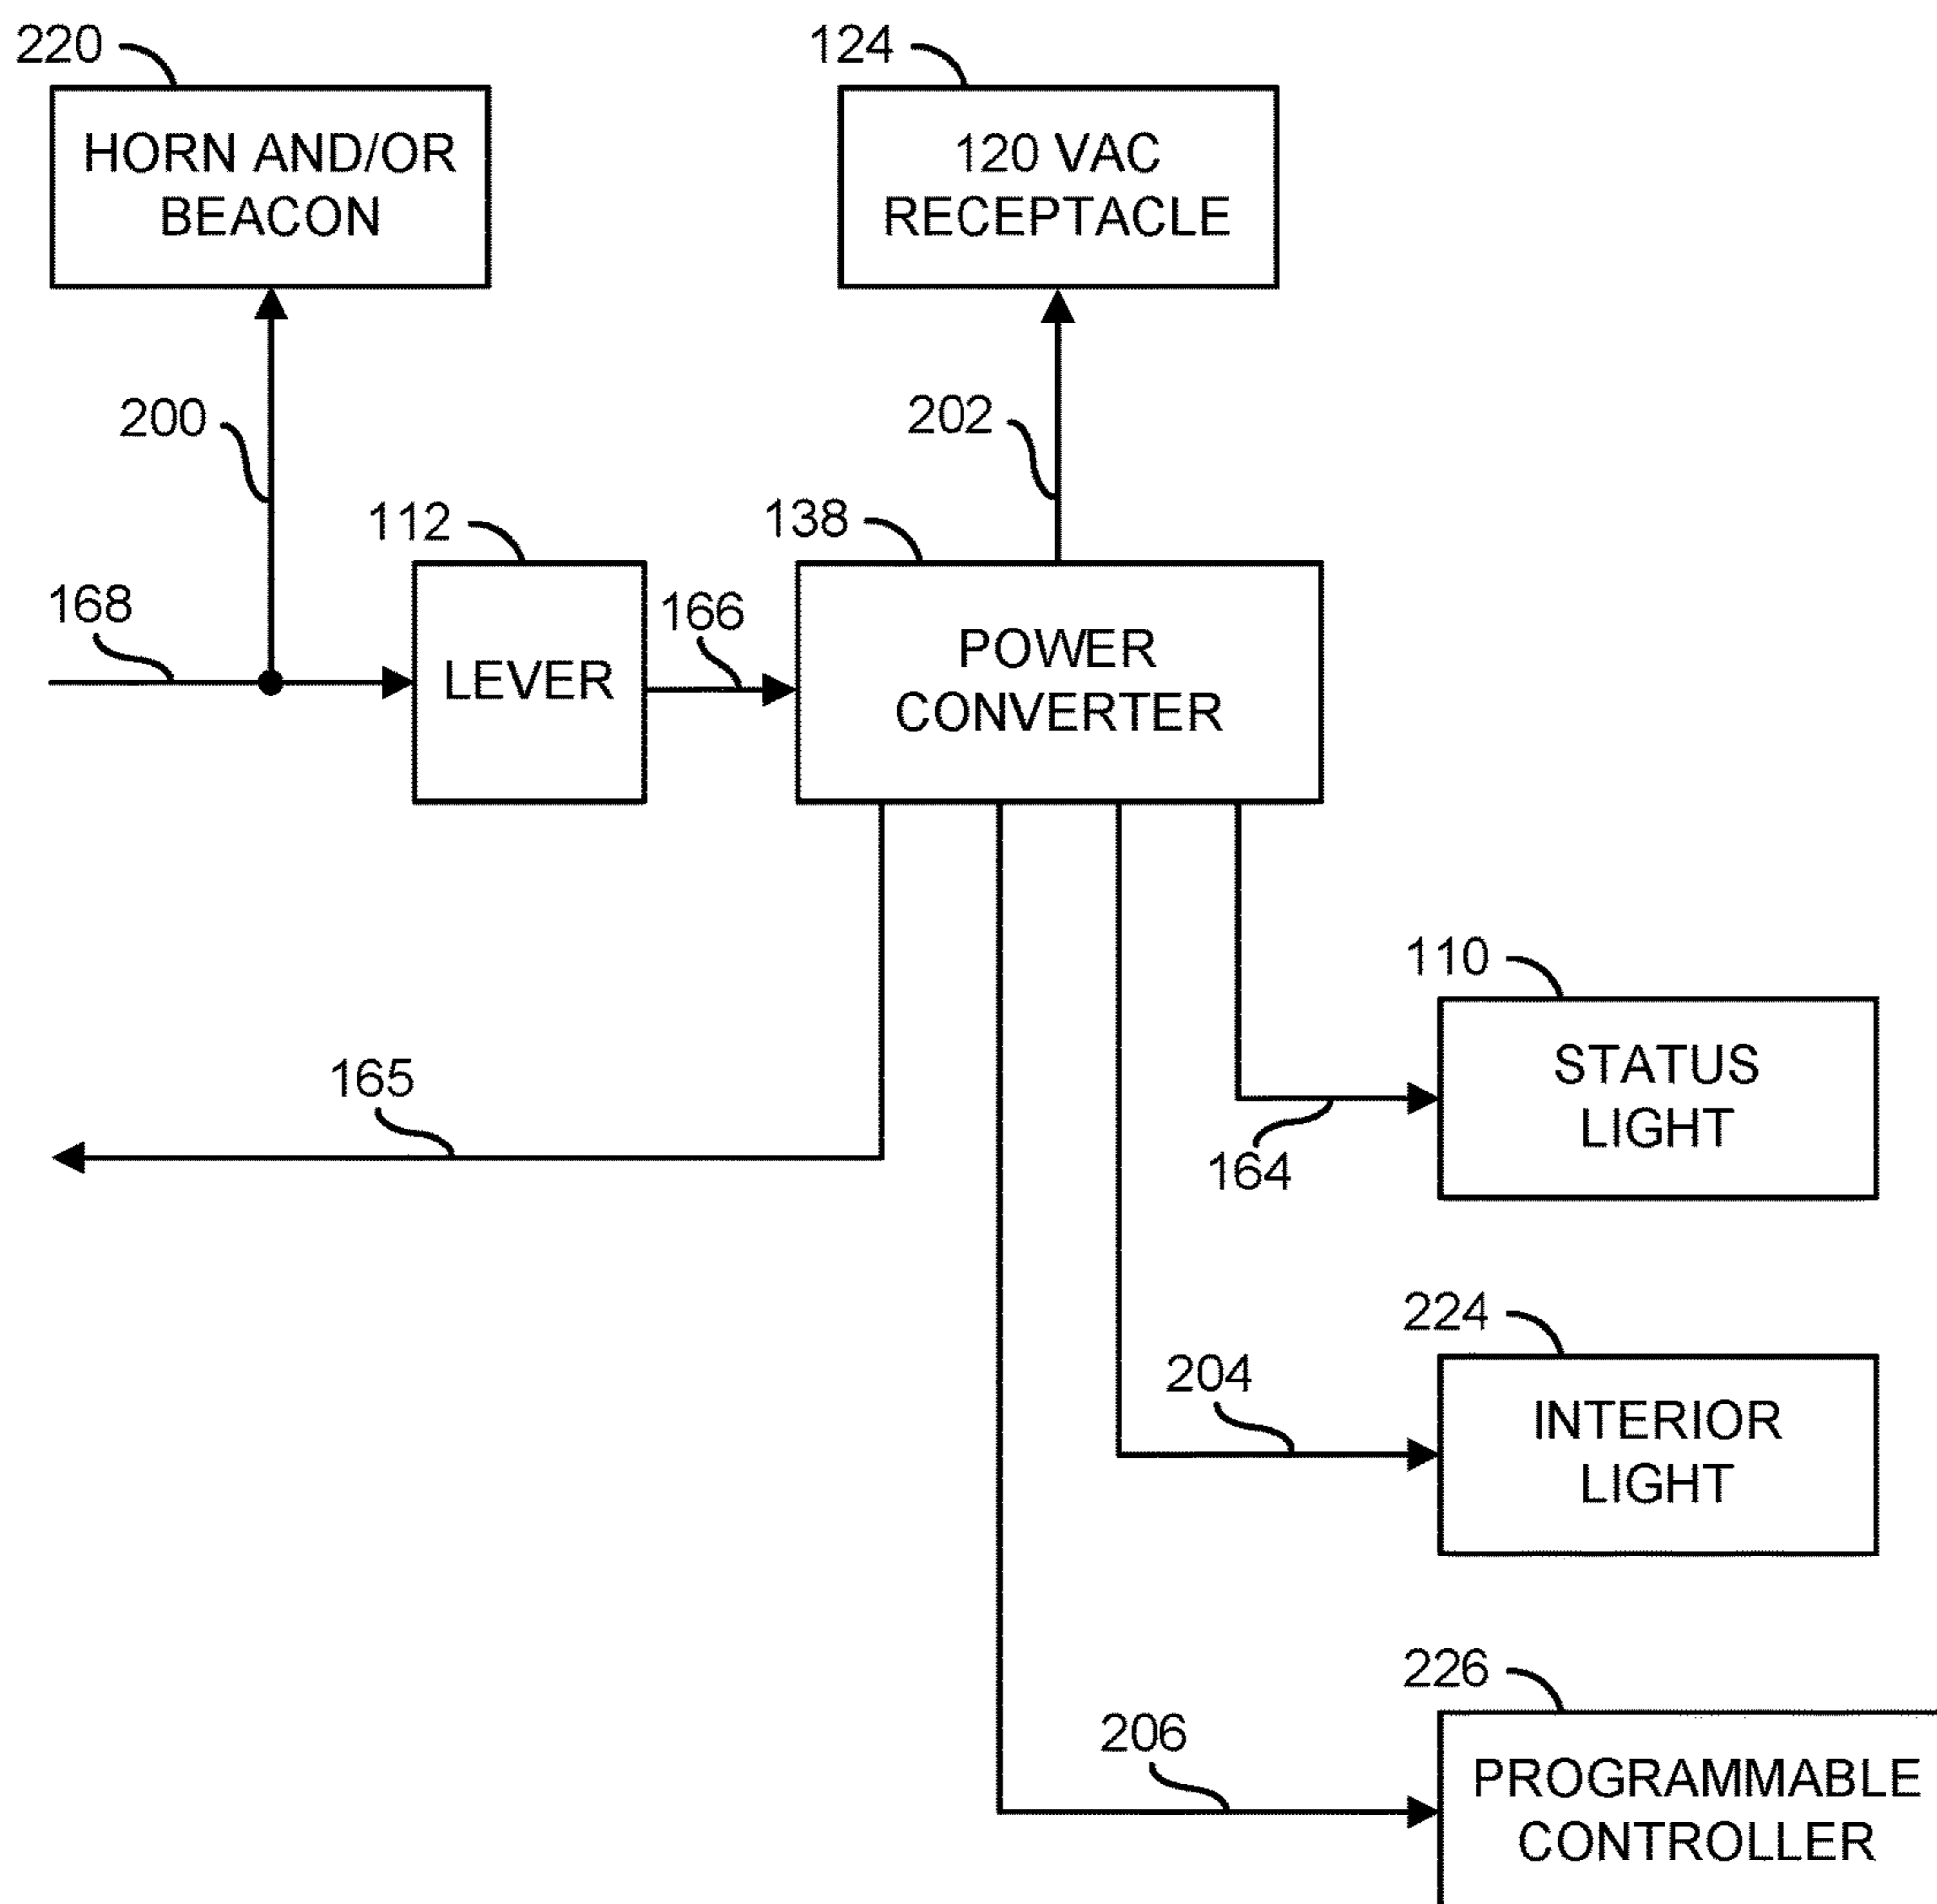 220
124
HORN AND/OR
BEACON
120 VAC
RECEPTACLE
200
202
112
138
168
166
LEVER
POWER
CONVERTER
110
STATUS
LIGHT
165
164
224
204
INTERIOR
LIGHT
226
206
PROGRAMMABLE
CONTROLLER